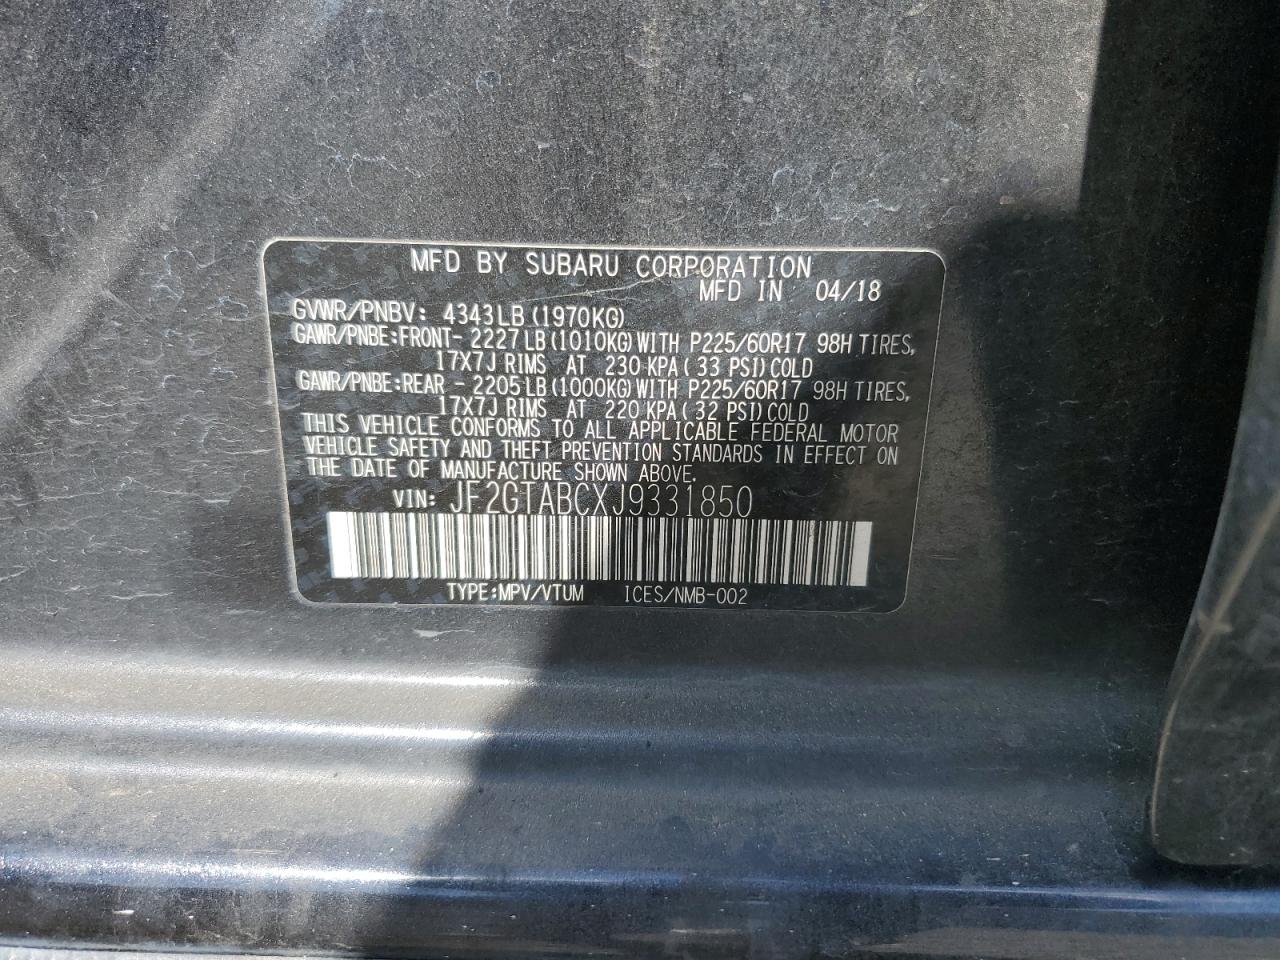 MFD BY SUBARU CORPORATION
MFD IN 04/18
GVWR/PNBV: 4343LB(1970KG)
GAWR/PNBE:FRONT- 2227LB(1010KG)WITH P225/60R17 98H TIRES,
17X7J RIMS AT 230 KPA( 33 PSI)COLD
GAWR/PNBE:REAR - 2205LB(1000KG)WITH P225/60R17 98H TIRES,
17X7J RIMS AT 220 KPA( 32 PSI)COLD
THIS VEHICLE CONFORMS TO ALL APPLICABLE FEDERAL MOTOR
VEHICLE SAFETY AND THEFT PREVENTION STANDARDS IN EFFECT ON
THE DATE OF MANUFACTURE SHOWN ABOVE.
VIN: JF2GTABCXJ9331850
TYPE:MPV/VTUM ICES/NMB-002